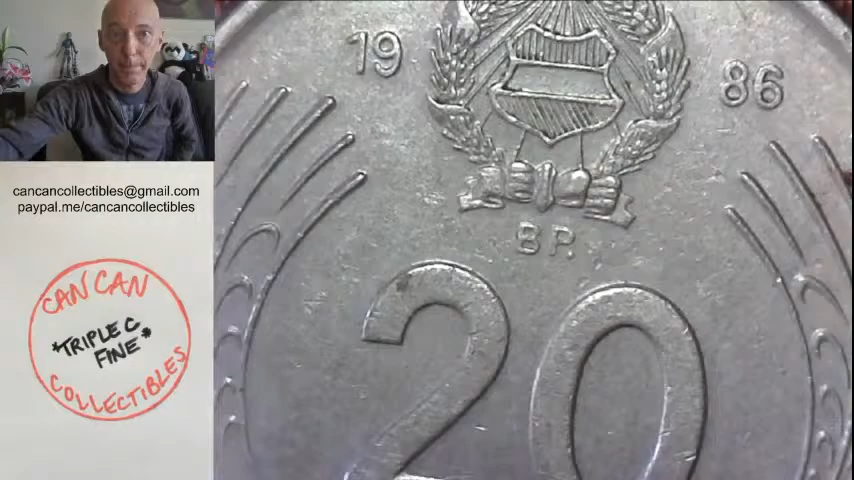 19 86
BP.
20
cancancollectibles@gmail.com
paypal.me/cancancollectibles
CAN CAN
*TRIPLE C
FINE*
COLLECTIBLES